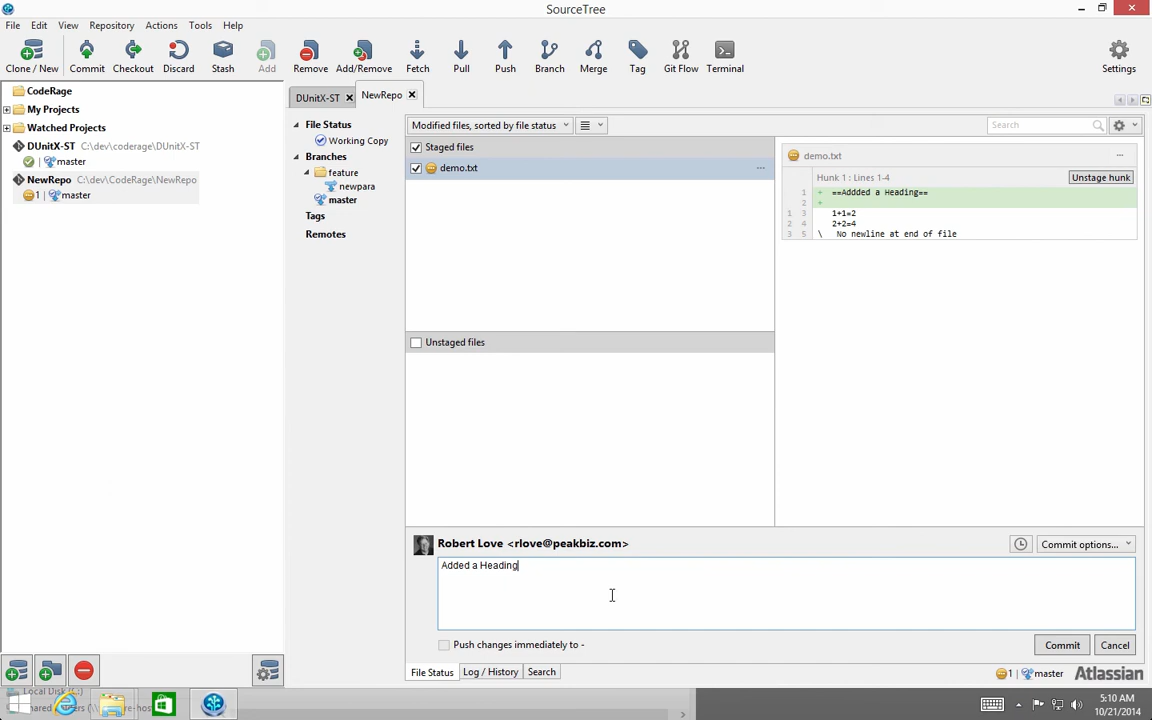 SourceTree
File Edit View Repository Actions Tools Help
Clone / New Commit Checkout Discard Stash Add Remove Add/Remove Fetch Pull Push Branch Merge Tag Git Flow Terminal Settings
CodeRage
My Projects
Watched Projects
DUnitX-ST C:\dev\coderage\DUnitX-ST
master
NewRepo C:\dev\CodeRage\NewRepo
1 master
DUnitX-ST NewRepo
File Status
Working Copy
Branches
feature
newpara
master
Tags
Remotes
Modified files, sorted by file status
Search
Staged files
demo.txt
Unstaged files
demo.txt
Hunk 1 : Lines 1-4
Unstage hunk
1 + ==Addded a Heading==
2 +
1 3 1+1=2
2 4 2+2=4
3 5 \ No newline at end of file
Robert Love <rlove@peakbiz.com>
Commit options...
Added a Heading
Push changes immediately to -
Commit Cancel
File Status Log / History Search
1 master Atlassian
Local Disk (C:)
5:10 AM
10/21/2014